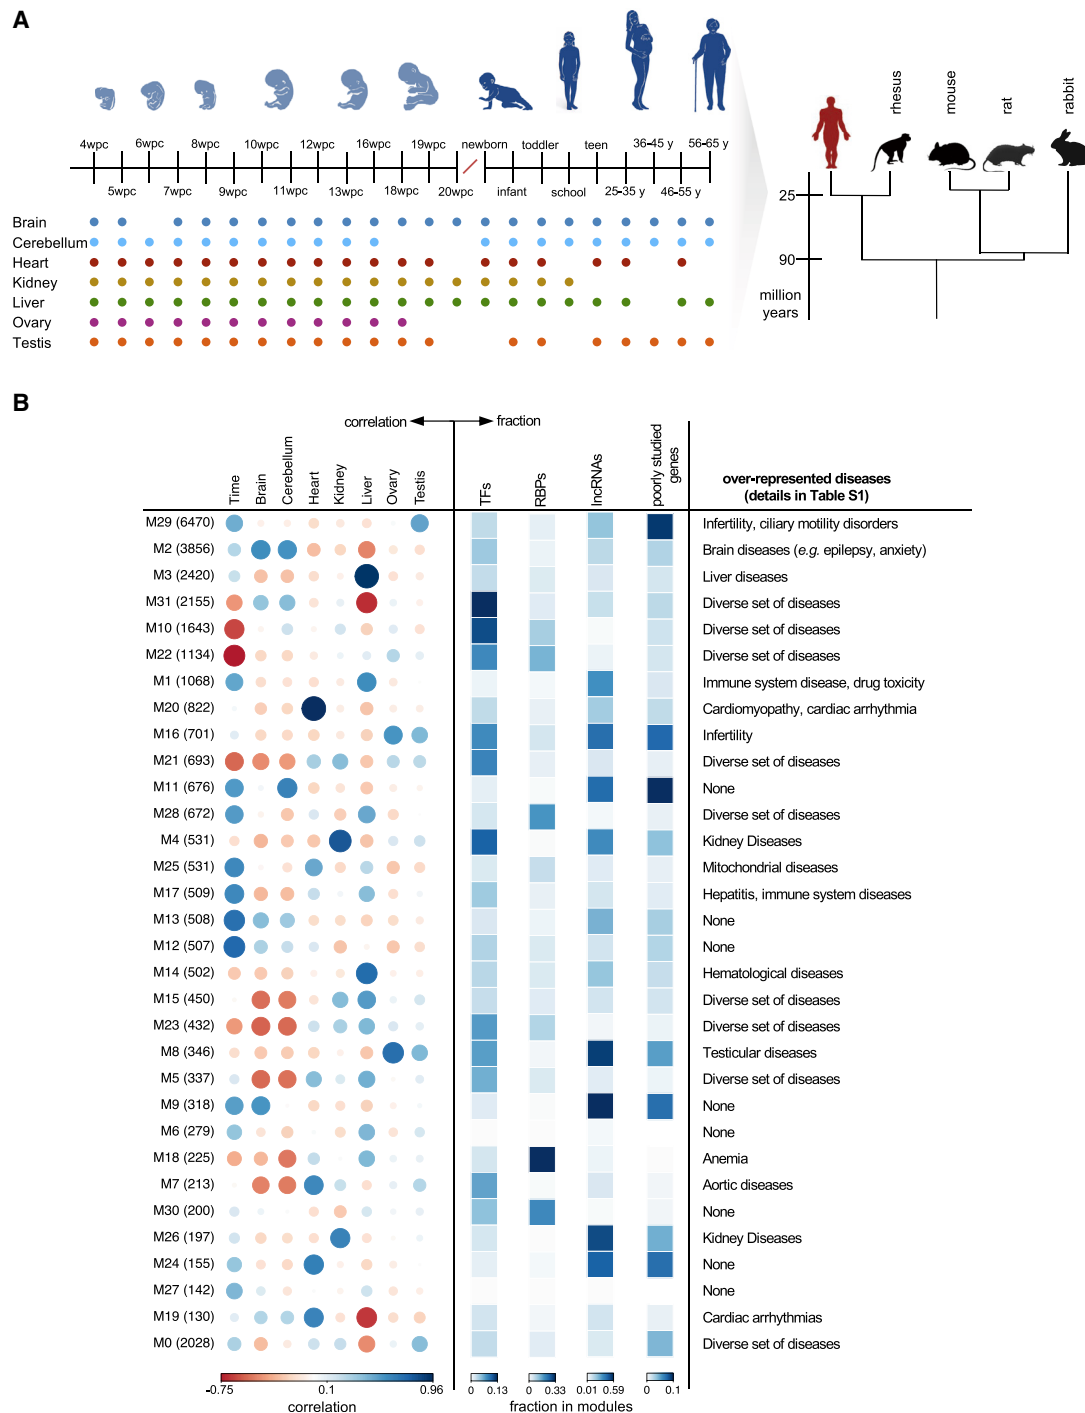 A
rhesus
mouse
rat
rabbit
4wpc 6wpc 8wpc 10wpc 12wpc 16wpc 19wpc newborn toddler teen 36-45 y 56-65 y
5wpc 7wpc 9wpc 11wpc 13wpc 18wpc 20wpc infant school 25-35 y 46-55 y
25
90
million
years
Brain
Cerebellum
Heart
Kidney
Liver
Ovary
Testis
B
correlation fraction
Time Brain Cerebellum Heart Kidney Liver Ovary Testis TFs RBPs lncRNAs poorly studied genes
over-represented diseases
(details in Table S1)
M29 (6470) Infertility, ciliary motility disorders
M2 (3856) Brain diseases (e.g. epilepsy, anxiety)
M3 (2420) Liver diseases
M31 (2155) Diverse set of diseases
M10 (1643) Diverse set of diseases
M22 (1134) Diverse set of diseases
M1 (1068) Immune system disease, drug toxicity
M20 (822) Cardiomyopathy, cardiac arrhythmia
M16 (701) Infertility
M21 (693) Diverse set of diseases
M11 (676) None
M28 (672) Diverse set of diseases
M4 (531) Kidney Diseases
M25 (531) Mitochondrial diseases
M17 (509) Hepatitis, immune system diseases
M13 (508) None
M12 (507) None
M14 (502) Hematological diseases
M15 (450) Diverse set of diseases
M23 (432) Diverse set of diseases
M8 (346) Testicular diseases
M5 (337) Diverse set of diseases
M9 (318) None
M6 (279) None
M18 (225) Anemia
M7 (213) Aortic diseases
M30 (200) None
M26 (197) Kidney Diseases
M24 (155) None
M27 (142) None
M19 (130) Cardiac arrhythmias
M0 (2028) Diverse set of diseases
-0.75 0.1 0.96 0 0.13 0 0.33 0.01 0.59 0 0.1
correlation fraction in modules